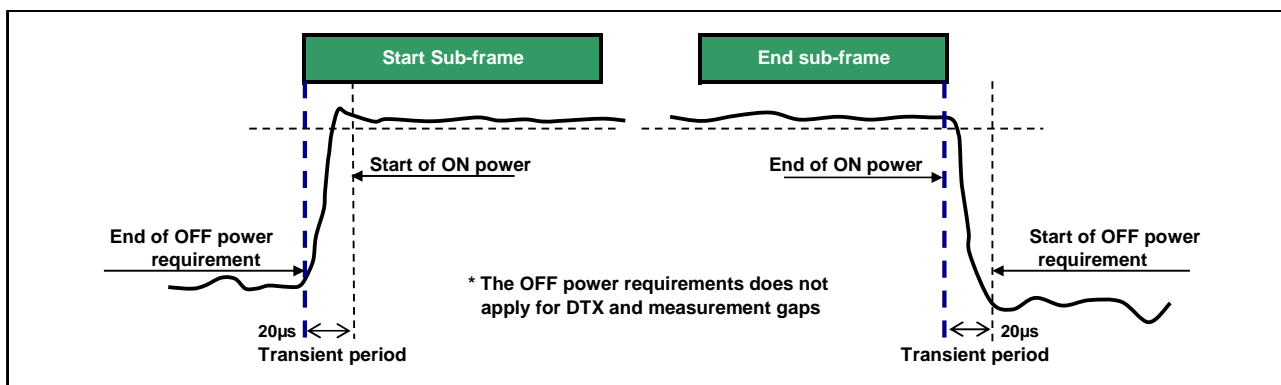 Start Sub-frame
End sub-frame
Start of ON power
End of ON power
End of OFF power
requirement
Start of OFF power
requirement
* The OFF power requirements does not
apply for DTX and measurement gaps
20µs
Transient period
20µs
Transient period